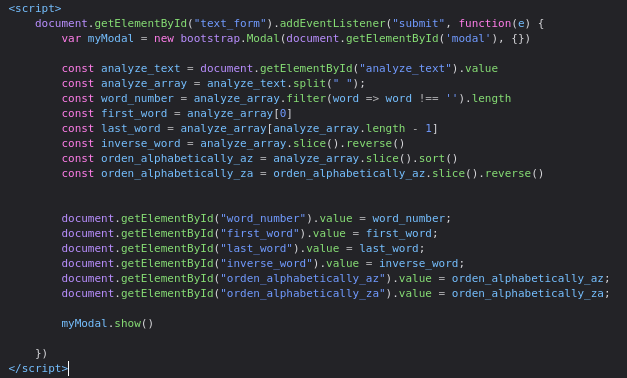 <script>
    document.getElementById("text_form").addEventListener("submit", function(e) {
        var myModal = new bootstrap.Modal(document.getElementById('modal'), {})

        const analyze_text = document.getElementById("analyze_text").value
        const analyze_array = analyze_text.split(" ");
        const word_number = analyze_array.filter(word => word !== '').length
        const first_word = analyze_array[0]
        const last_word = analyze_array[analyze_array.length - 1]
        const inverse_word = analyze_array.slice().reverse()
        const orden_alphabetically_az = analyze_array.slice().sort()
        const orden_alphabetically_za = orden_alphabetically_az.slice().reverse()


        document.getElementById("word_number").value = word_number;
        document.getElementById("first_word").value = first_word;
        document.getElementById("last_word").value = last_word;
        document.getElementById("inverse_word").value = inverse_word;
        document.getElementById("orden_alphabetically_az").value = orden_alphabetically_az;
        document.getElementById("orden_alphabetically_za").value = orden_alphabetically_za;

        myModal.show()

    })
</script>